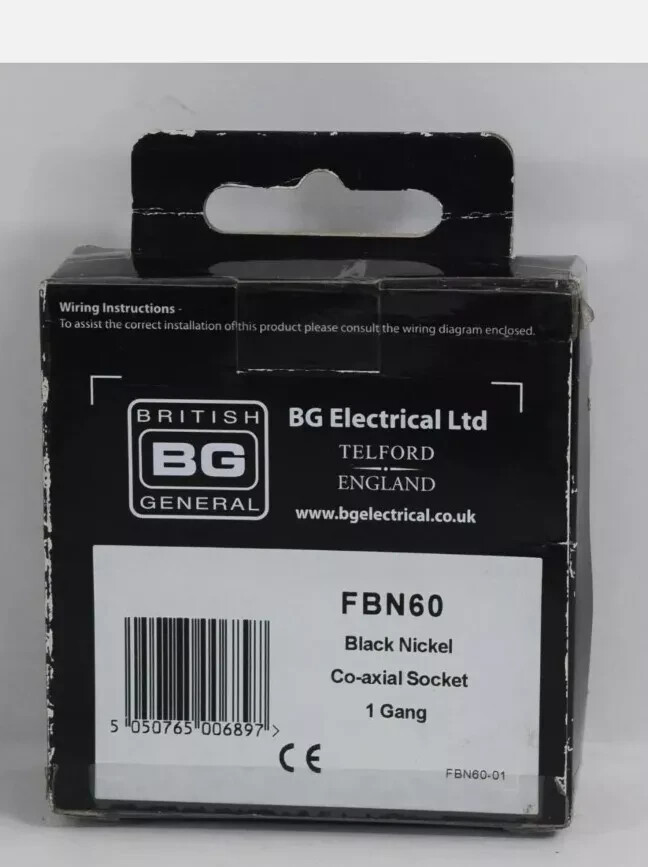 Wiring Instructions -
To assist the correct installation of this product please consult the wiring diagram enclosed.
BRITISH
BG
GENERAL
BG Electrical Ltd
TELFORD
ENGLAND
www.bgelectrical.co.uk
FBN60
Black Nickel
Co-axial Socket
1 Gang
5 050765 006897 >
CE
FBN60-01